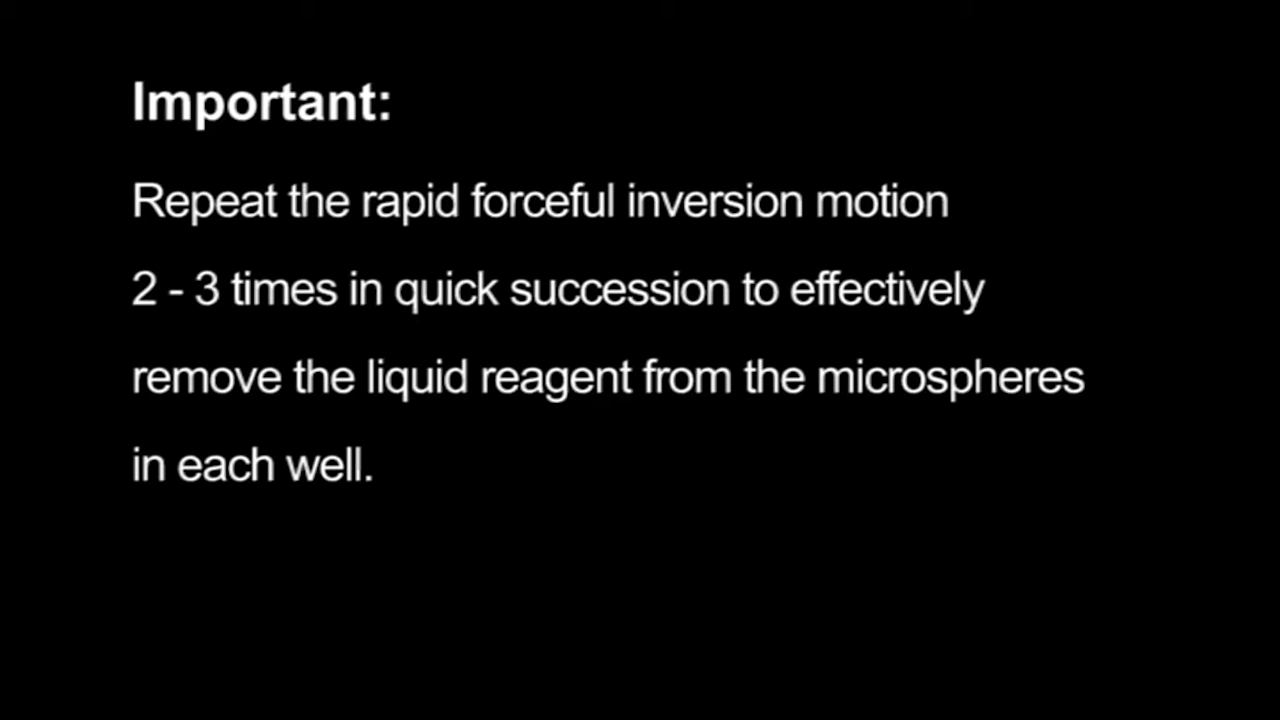 Important:
Repeat the rapid forceful inversion motion
2 - 3 times in quick succession to effectively
remove the liquid reagent from the microspheres
in each well.